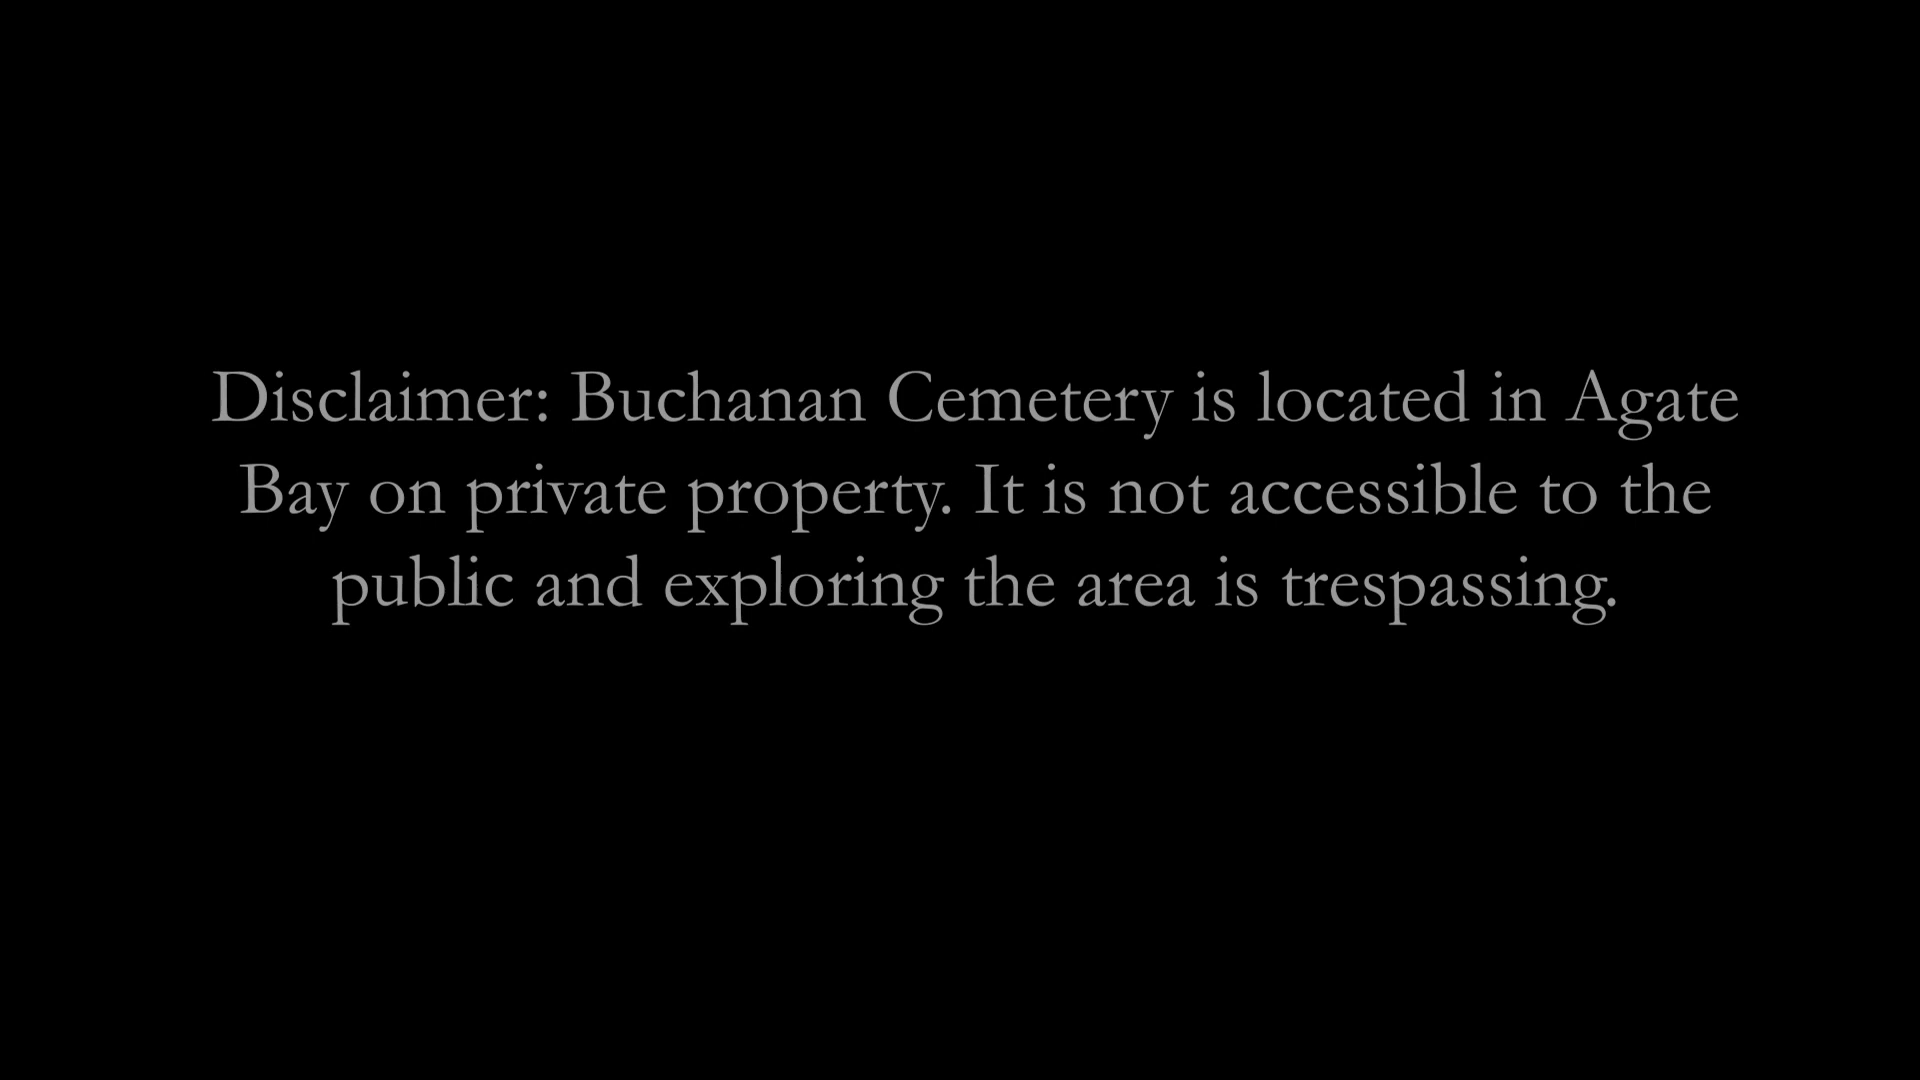 Disclaimer: Buchanan Cemetery is located in Agate
Bay on private property. It is not accessible to the
public and exploring the area is trespassing.